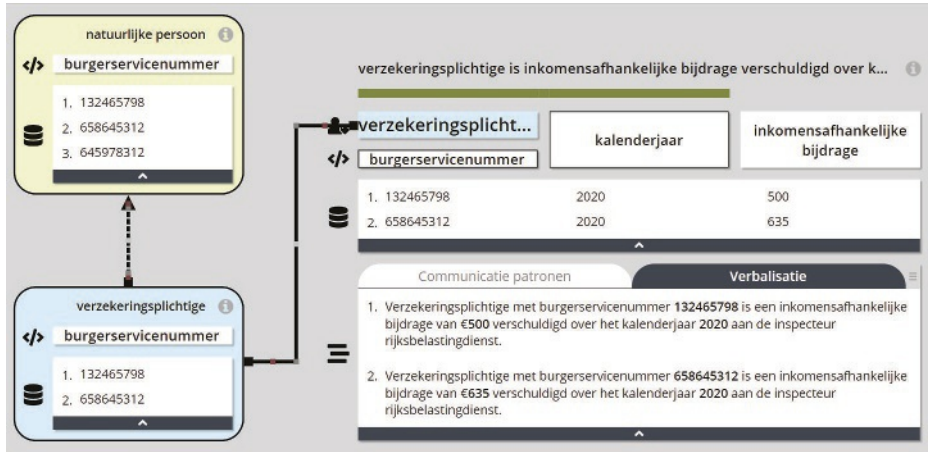 natuurlijke persoon
burgerservicenummer
1. 132465798
2. 658645312
3. 645978312
verzekeringsplichtige
burgerservicenummer
1. 132465798
2. 658645312
verzekeringsplichtige is inkomensafhankelijke bijdrage verschuldigd over k...
verzekeringsplicht...
burgerservicenummer
kalenderjaar
inkomensafhankelijke
bijdrage
1. 132465798 2020 500
2. 658645312 2020 635
Communicatie patronen
Verbalisatie
1. Verzekeringsplichtige met burgerservicenummer 132465798 is een inkomensafhankelijke
bijdrage van €500 verschuldigd over het kalenderjaar 2020 aan de inspecteur
rijksbelastingdienst.
2. Verzekeringsplichtige met burgerservicenummer 658645312 is een inkomensafhankelijke
bijdrage van €635 verschuldigd over het kalenderjaar 2020 aan de inspecteur
rijksbelastingdienst.